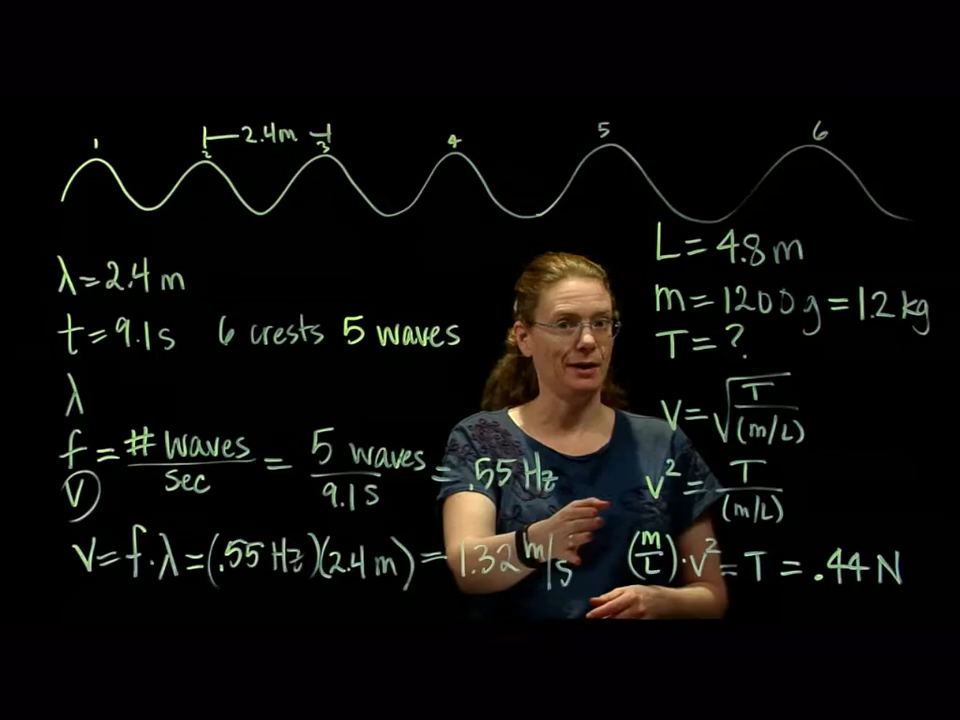 1 2 3 4 5 6
2.4m
λ = 2.4 m
t = 9.1 s 6 crests 5 waves
λ
f = # waves / sec = 5 waves / 9.1 s = .55 Hz
v
v = f · λ = (.55 Hz)(2.4 m) = 1.32 m/s
L = 4.8 m
m = 1200 g = 1.2 kg
T = ?
v = √(T / (m/L))
v² = T / (m/L)
(m/L) · v² = T = .44 N